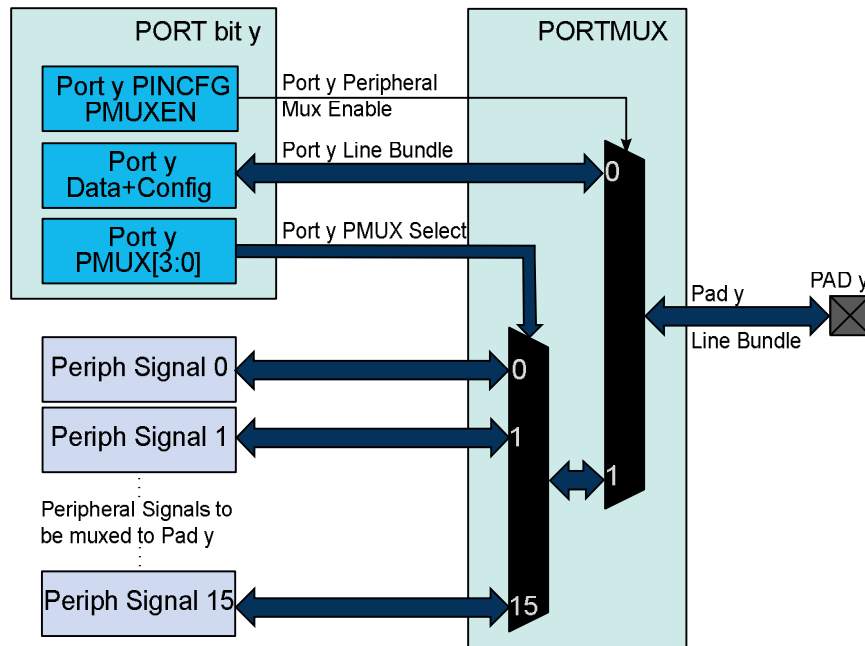 PORT bit y
PORTMUX
Port y PINCFG
PMUXEN
Port y Peripheral
Mux Enable
Port y
Data+Config
Port y Line Bundle
0
Port y
PMUX[3:0]
Port y PMUX Select
PAD y
Pad y
Line Bundle
Periph Signal 0
0
Periph Signal 1
1
1
Peripheral Signals to
be muxed to Pad y
Periph Signal 15
15